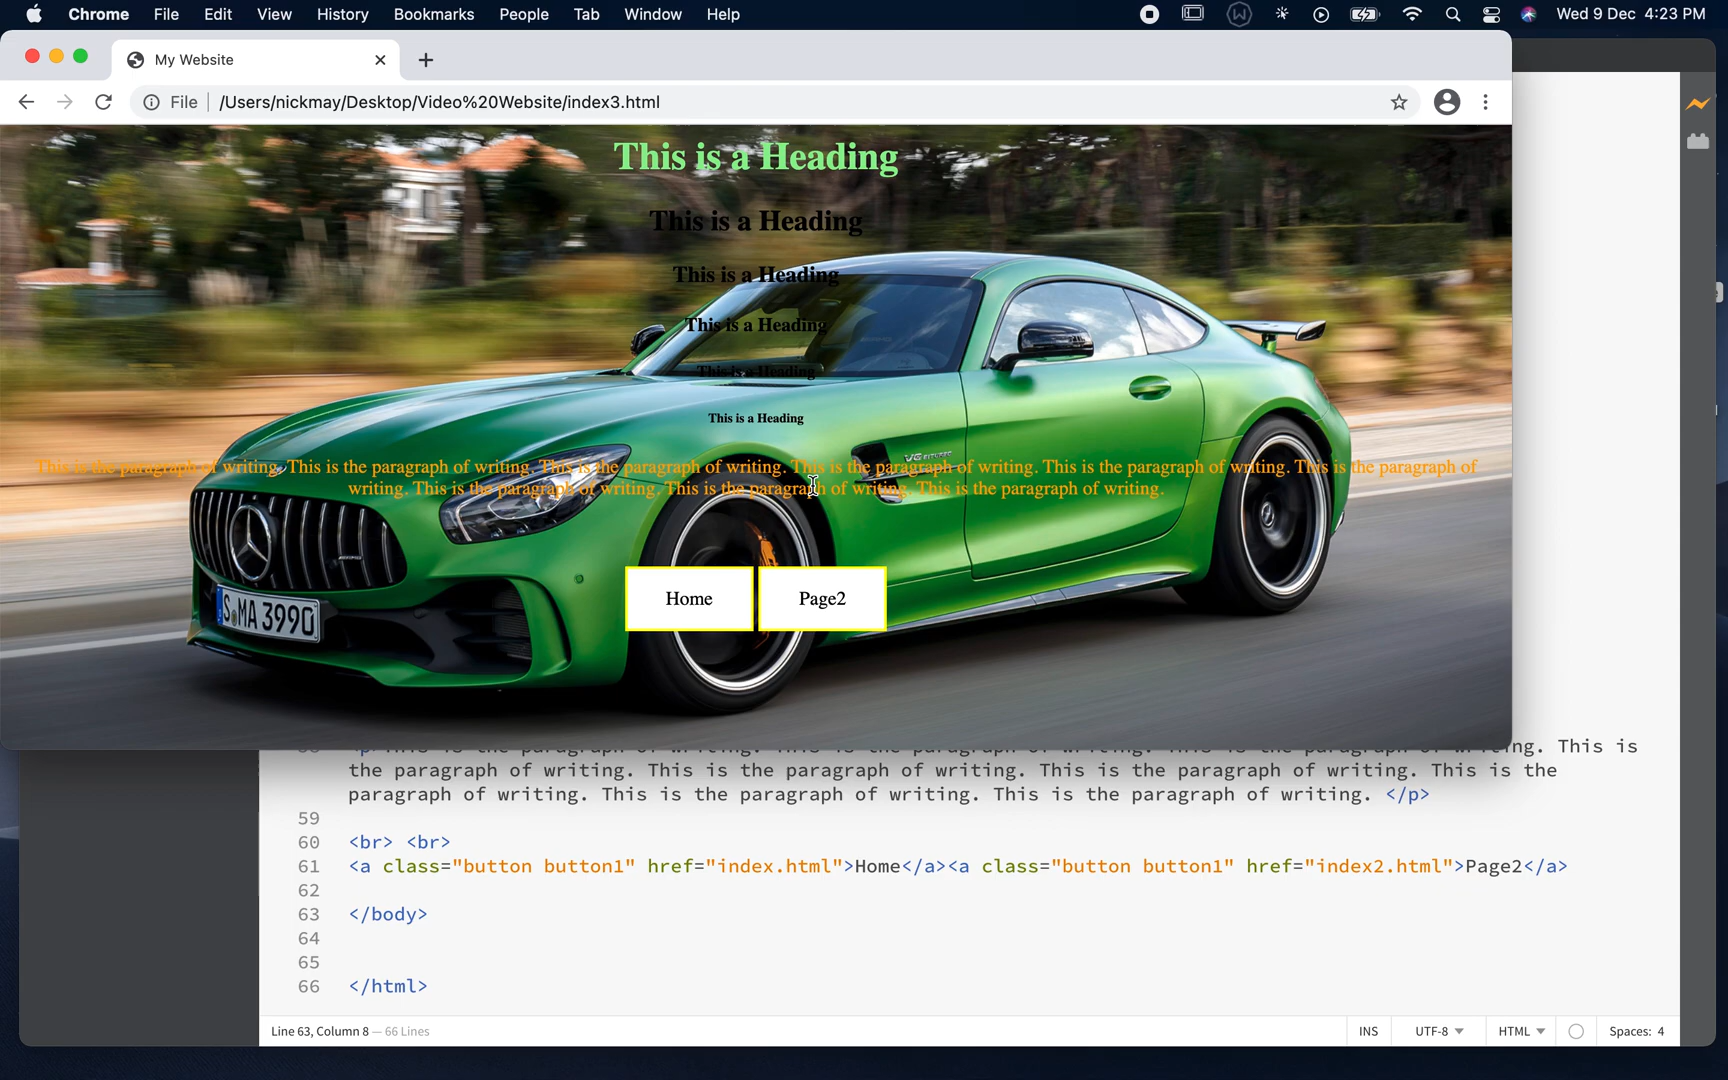 Chrome File Edit View History Bookmarks People Tab Window Help Wed 9 Dec 4:23 PM
My Website
File /Users/nickmay/Desktop/Video%20Website/index3.html
This is a Heading
This is a Heading
This is a Heading
This is a Heading
This is a Heading
This is a Heading
This is the paragraph of writing. This is the paragraph of writing. This is the paragraph of writing. This is the paragraph of writing. This is the paragraph of writing. This is the paragraph of
writing. This is the paragraph of writing. This is the paragraph of writing. This is the paragraph of writing.
Home Page2
S MA 3990
writing. This is
the paragraph of writing. This is the paragraph of writing. This is the paragraph of writing. This is the
paragraph of writing. This is the paragraph of writing. This is the paragraph of writing. </p>
59
60 <br> <br>
61 <a class="button button1" href="index.html">Home</a><a class="button button1" href="index2.html">Page2</a>
62
63 </body>
64
65
66 </html>
Line 63, Column 8 — 66 Lines INS UTF-8 HTML Spaces: 4